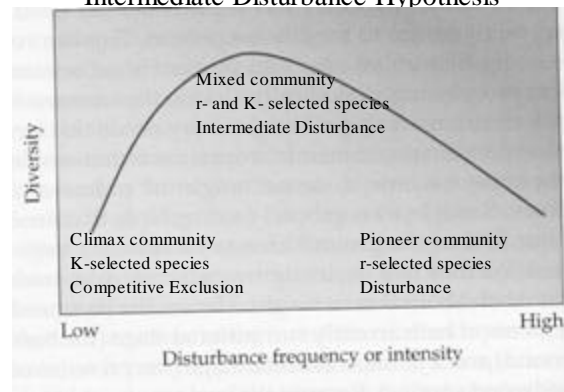 Intermediate Disturbance Hypothesis
Mixed community
r- and K- selected species
Intermediate Disturbance
Diversity
Climax community
K-selected species
Competitive Exclusion
Pioneer community
-selected species
Disturbance
Low
High
Disturbance frequency or intensity